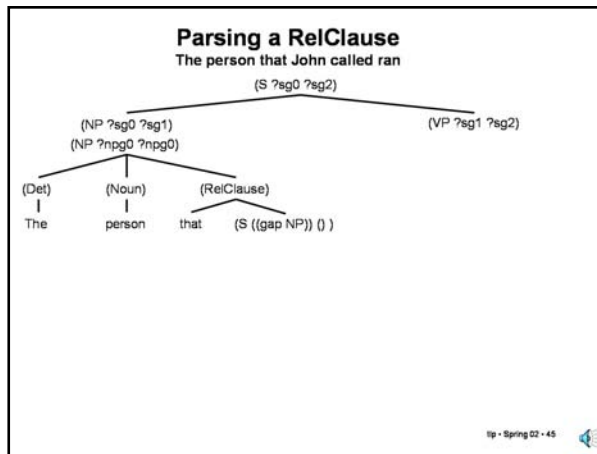 Parsing a RelClause
The person that John called ran
(S ?sg0 ?sg2)
(NP ?sg0 ?sg1) (VP ?sg1 ?sg2)
(NP ?npg0 ?npg0)
(Det) (Noun) (RelClause)
The person that (S ((gap NP)) () )
tlp • Spring 02 • 45